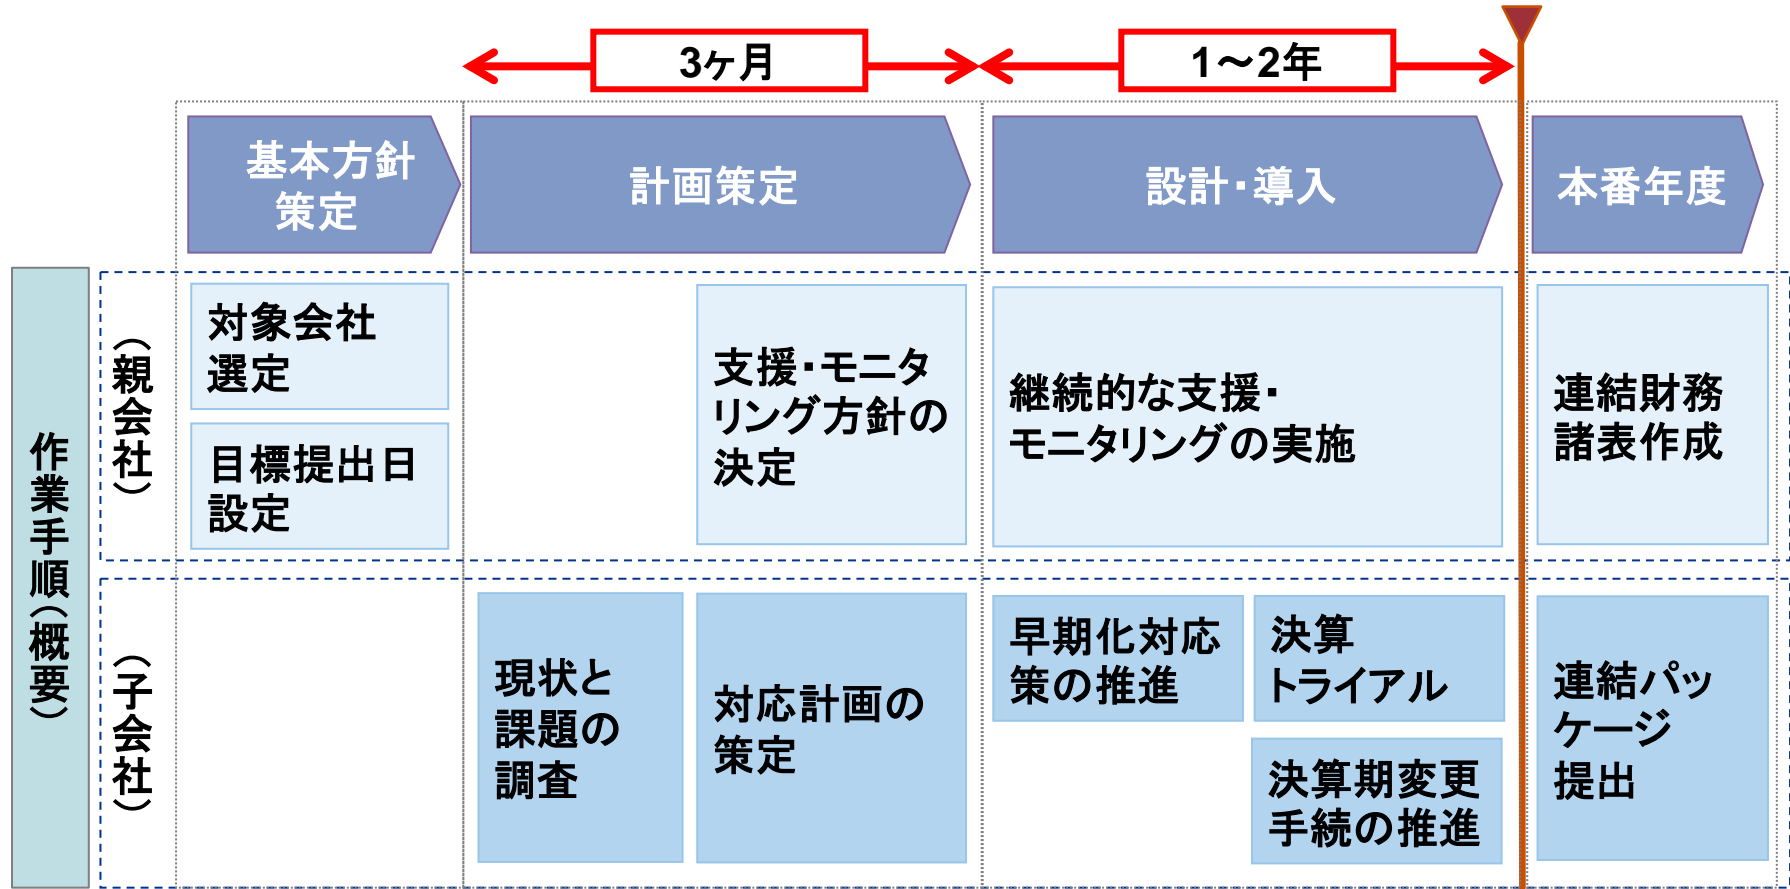 3ヶ月
1～2年
基本方針
策定
計画策定
設計・導入
本番年度
作業手順（概要）
（親会社）
対象会社
選定
目標提出日
設定
支援・モニタ
リング方針の
決定
継続的な支援・
モニタリングの実施
連結財務
諸表作成
（子会社）
現状と
課題の
調査
対応計画の
策定
早期化対応
策の推進
決算
トライアル
決算期変更
手続の推進
連結パッ
ケージ
提出